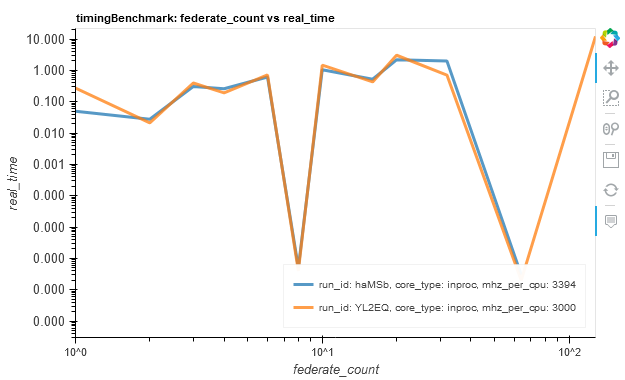 timingBenchmark: federate_count vs real_time
10.000
1.000
0.100
0.010
0.001
0.000
0.000
0.000
0.000
0.000
real_time
run_id: haMSb, core_type: inproc, mhz_per_cpu: 3394
run_id: YL2EQ, core_type: inproc, mhz_per_cpu: 3000
10^0
10^1
10^2
federate_count